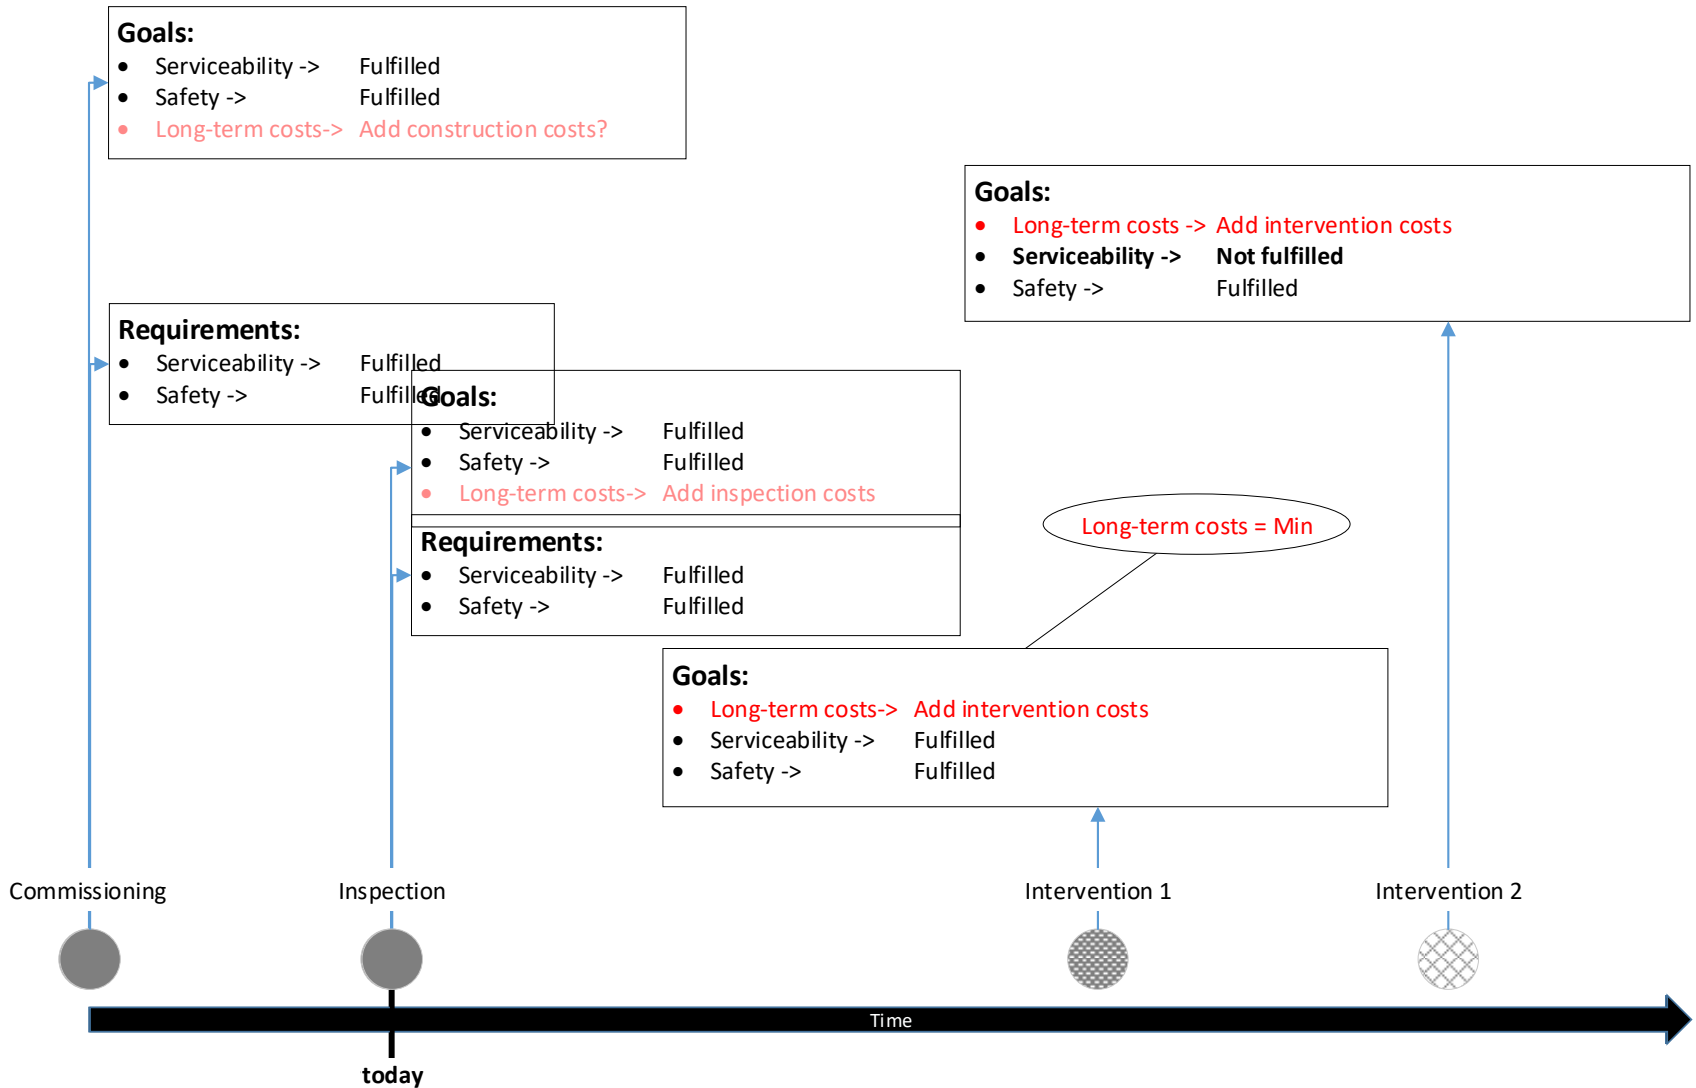 Goals:
• Serviceability -> Fulfilled
• Safety -> Fulfilled
• Long-term costs-> Add construction costs?
Goals:
• Long-term costs -> Add intervention costs
• Serviceability -> Not fulfilled
• Safety -> Fulfilled
Requirements:
• Serviceability -> Fulfilled
• Safety -> Fulfilled
Goals:
• Serviceability -> Fulfilled
• Safety -> Fulfilled
• Long-term costs-> Add inspection costs
Requirements:
• Serviceability -> Fulfilled
• Safety -> Fulfilled
Long-term costs = Min
Goals:
• Long-term costs-> Add intervention costs
• Serviceability -> Fulfilled
• Safety -> Fulfilled
Commissioning
Inspection
Intervention 1
Intervention 2
Time
today